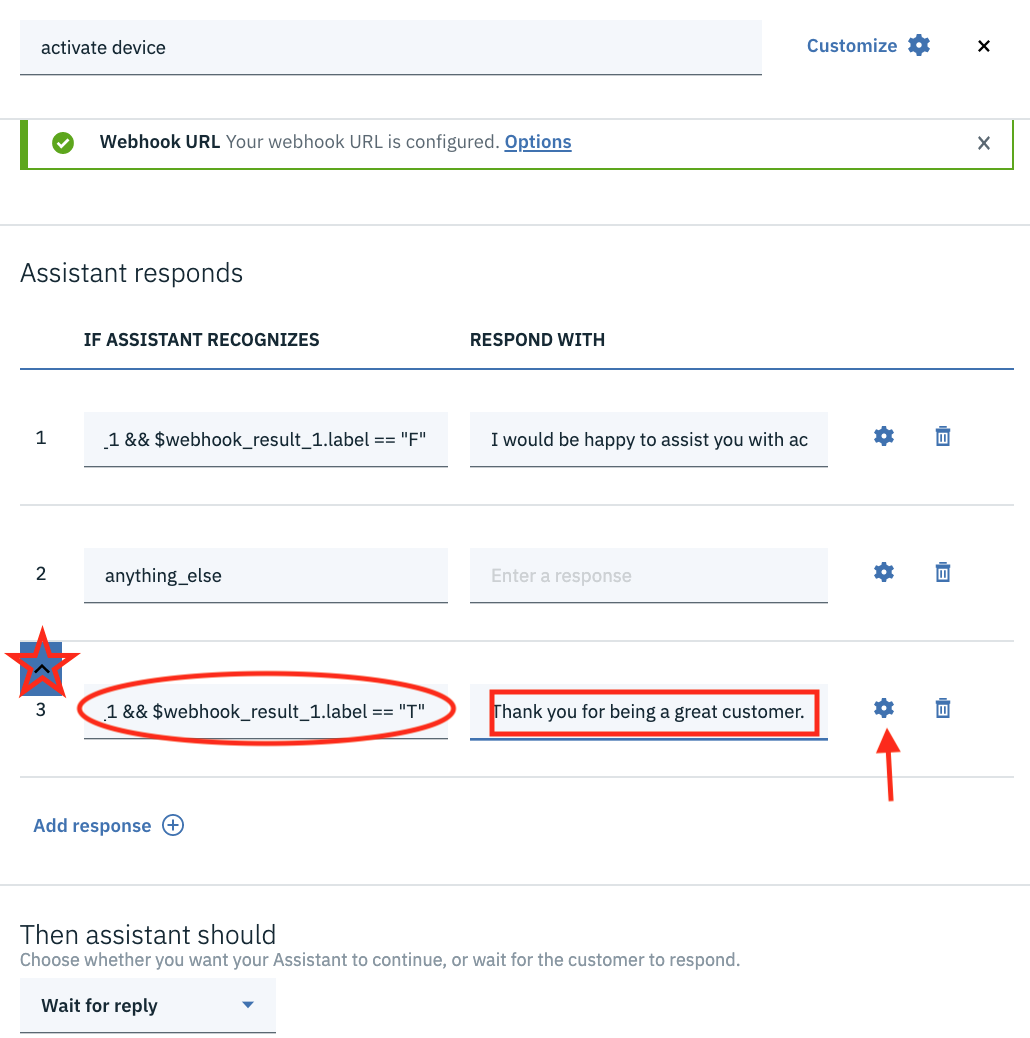 activate device
Customize
Webhook URL Your webhook URL is configured. Options
Assistant responds
IF ASSISTANT RECOGNIZES RESPOND WITH
1 _1 && $webhook_result_1.label == "F" I would be happy to assist you with ac
2 anything_else Enter a response
3 _1 && $webhook_result_1.label == "T" Thank you for being a great customer.
Add response
Then assistant should
Choose whether you want your Assistant to continue, or wait for the customer to respond.
Wait for reply